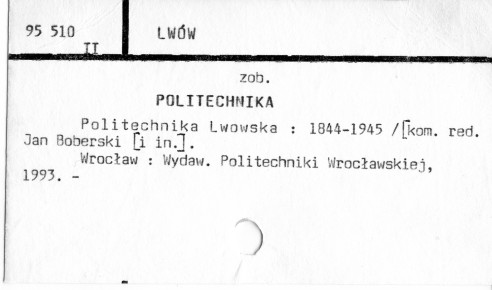 95 510
II
LWÓW
zob.
POLITECHNIKA
Politechnika Lwowska : 1844-1945 /[kom. red.
Jan Boberski [i in.].
Wrocław : Wydaw. Politechniki Wrocławskiej,
1993. -